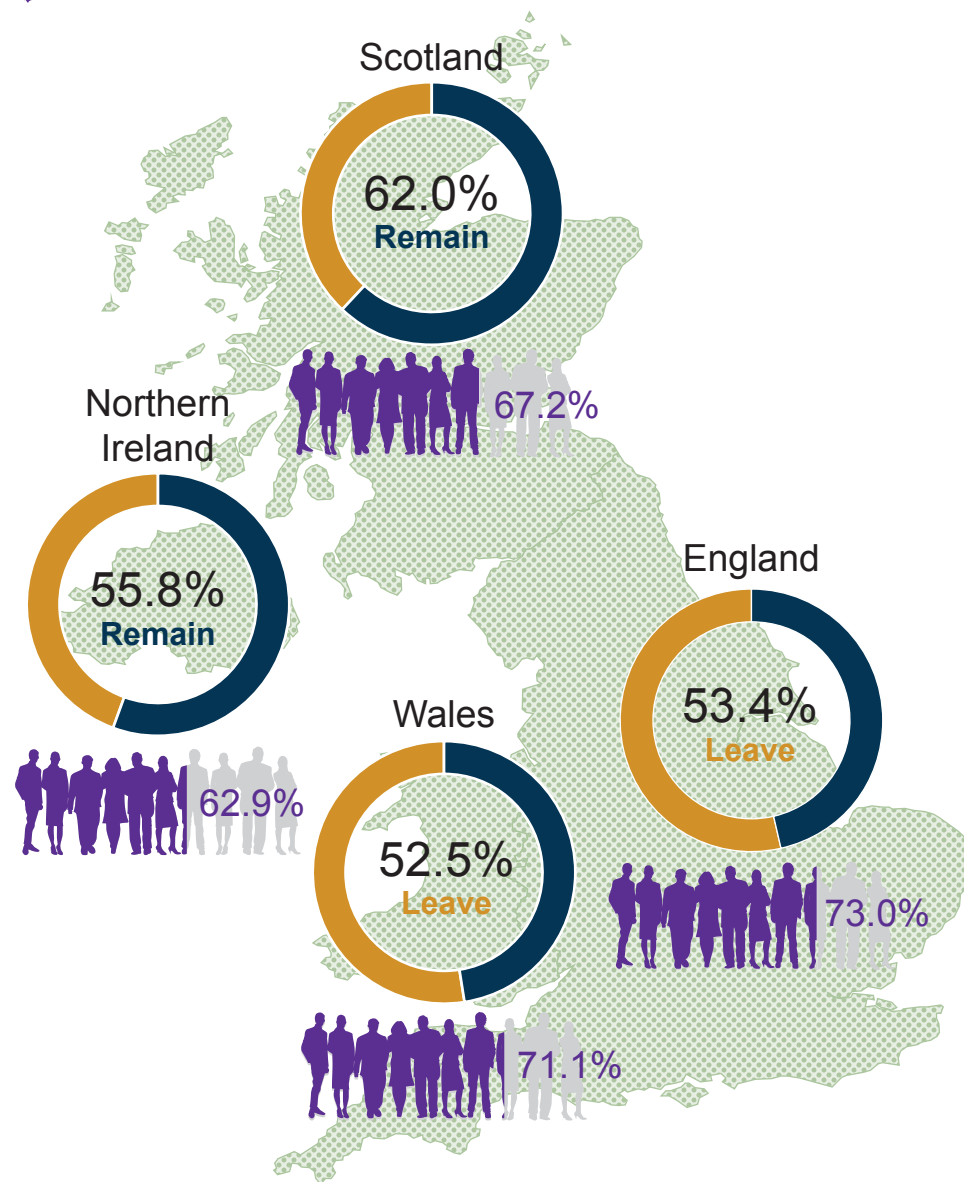 Scotland
62.0%
Remain
67.2%
Northern
Ireland
55.8%
Remain
62.9%
England
53.4%
Leave
73.0%
Wales
52.5%
Leave
71.1%